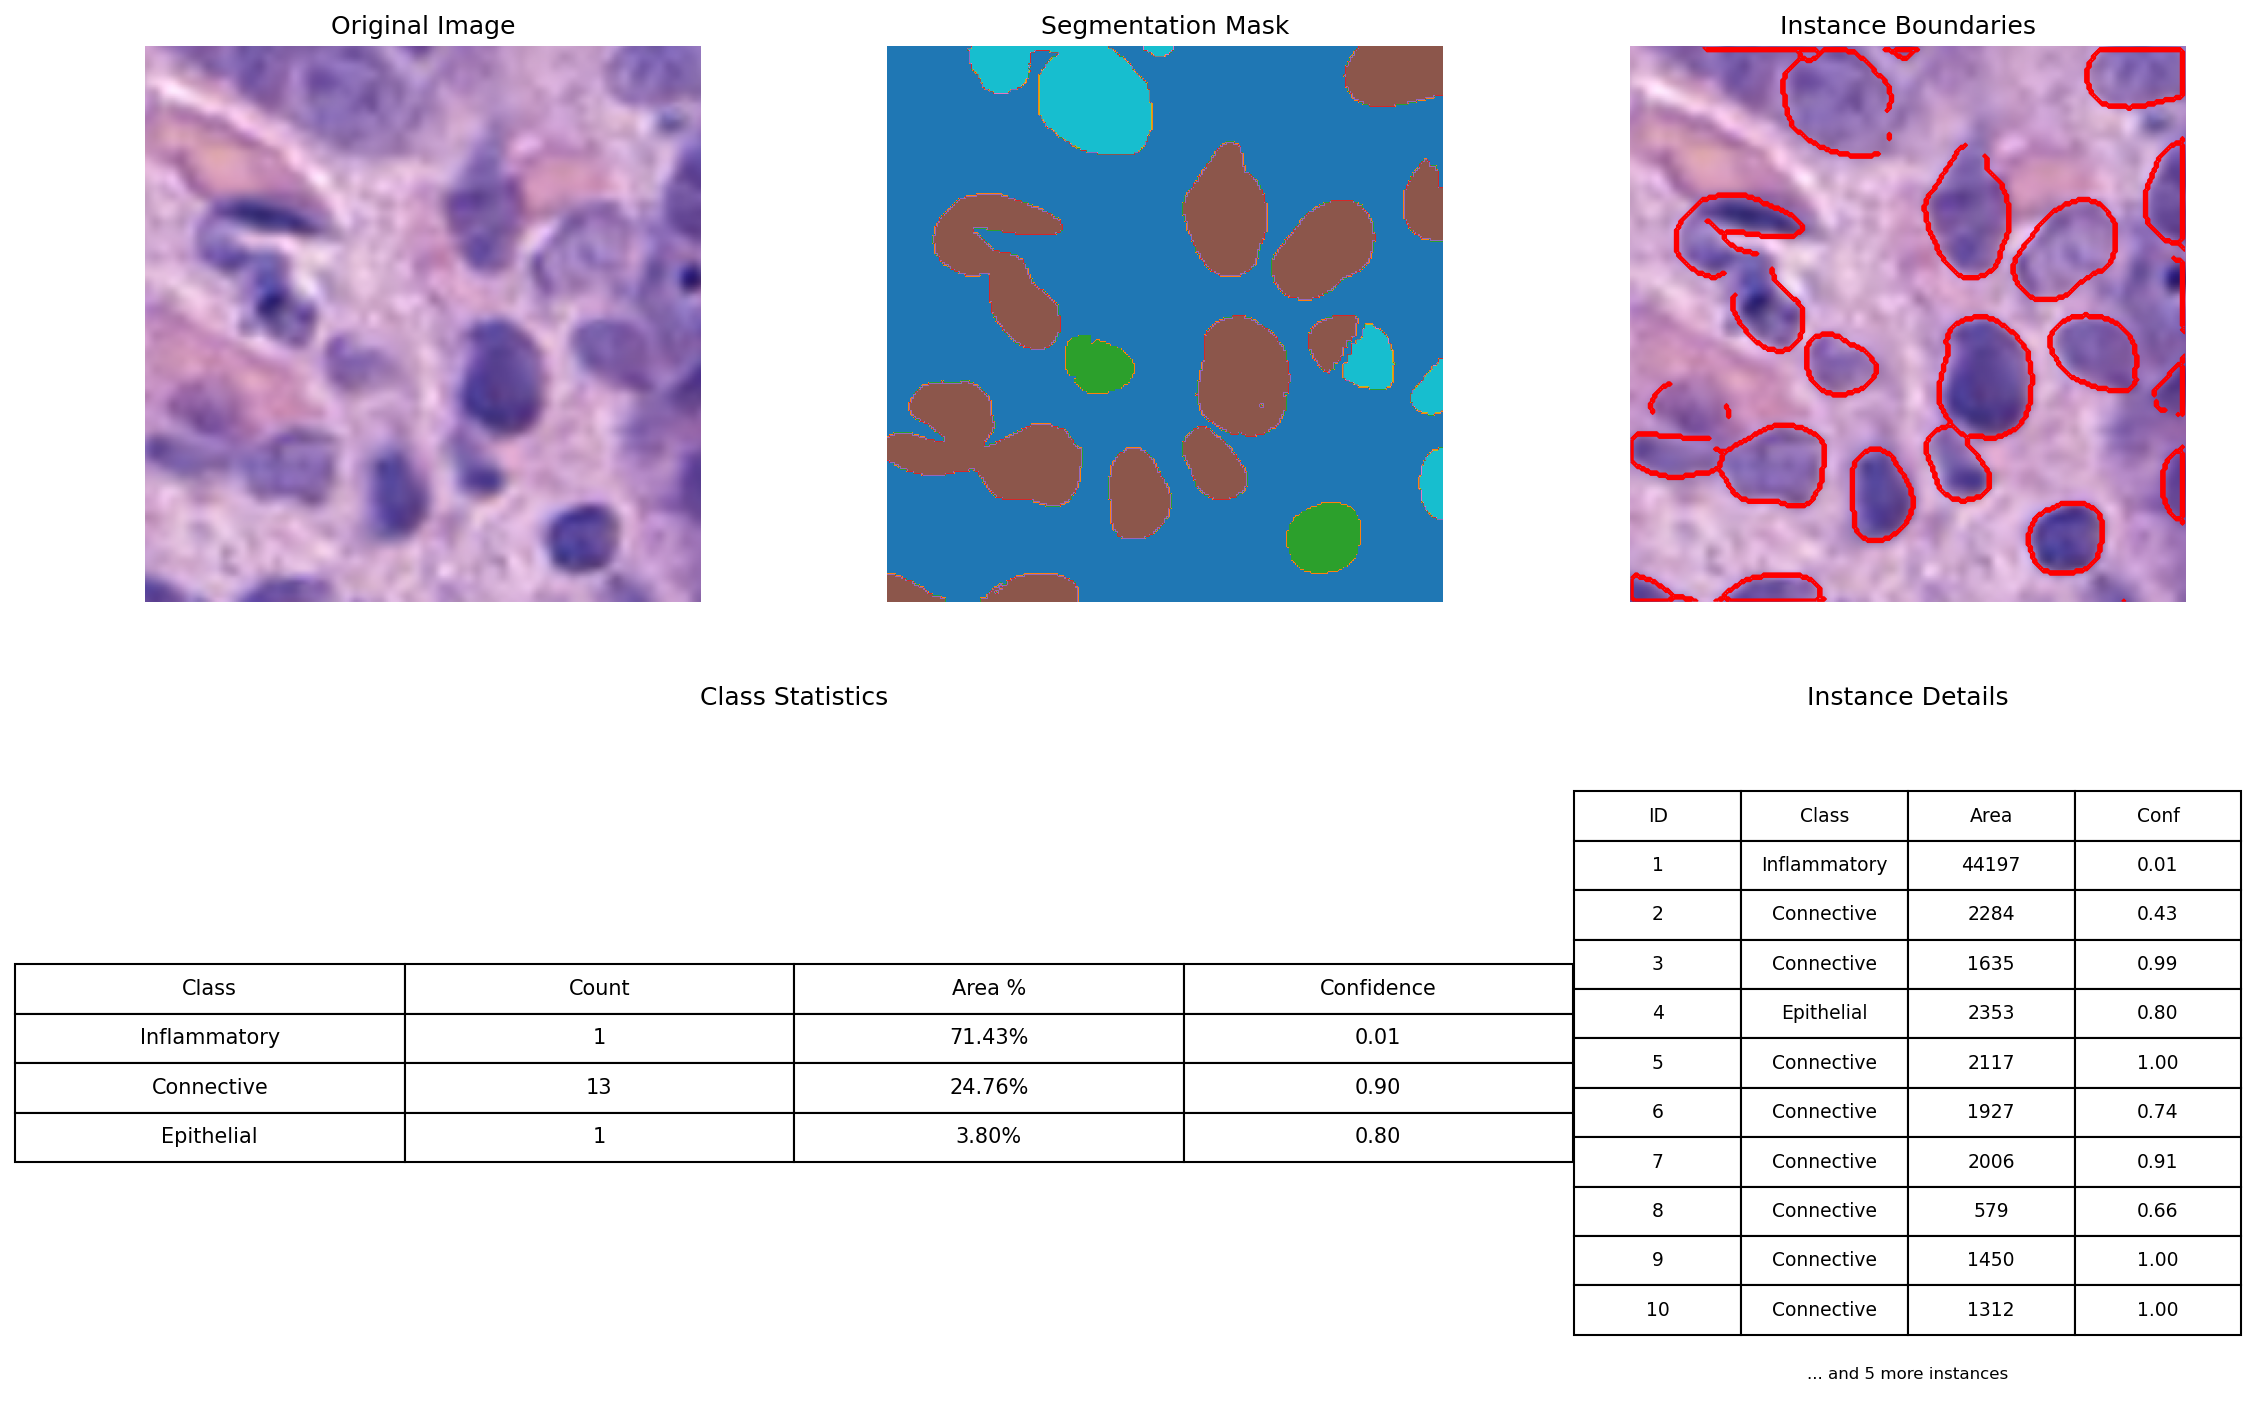 Original Image
Segmentation Mask
Instance Boundaries
Class Statistics
Class Count Area % Confidence
Inflammatory 1 71.43% 0.01
Connective 13 24.76% 0.90
Epithelial 1 3.80% 0.80
Instance Details
ID Class Area Conf
1 Inflammatory 44197 0.01
2 Connective 2284 0.43
3 Connective 1635 0.99
4 Epithelial 2353 0.80
5 Connective 2117 1.00
6 Connective 1927 0.74
7 Connective 2006 0.91
8 Connective 579 0.66
9 Connective 1450 1.00
10 Connective 1312 1.00
... and 5 more instances